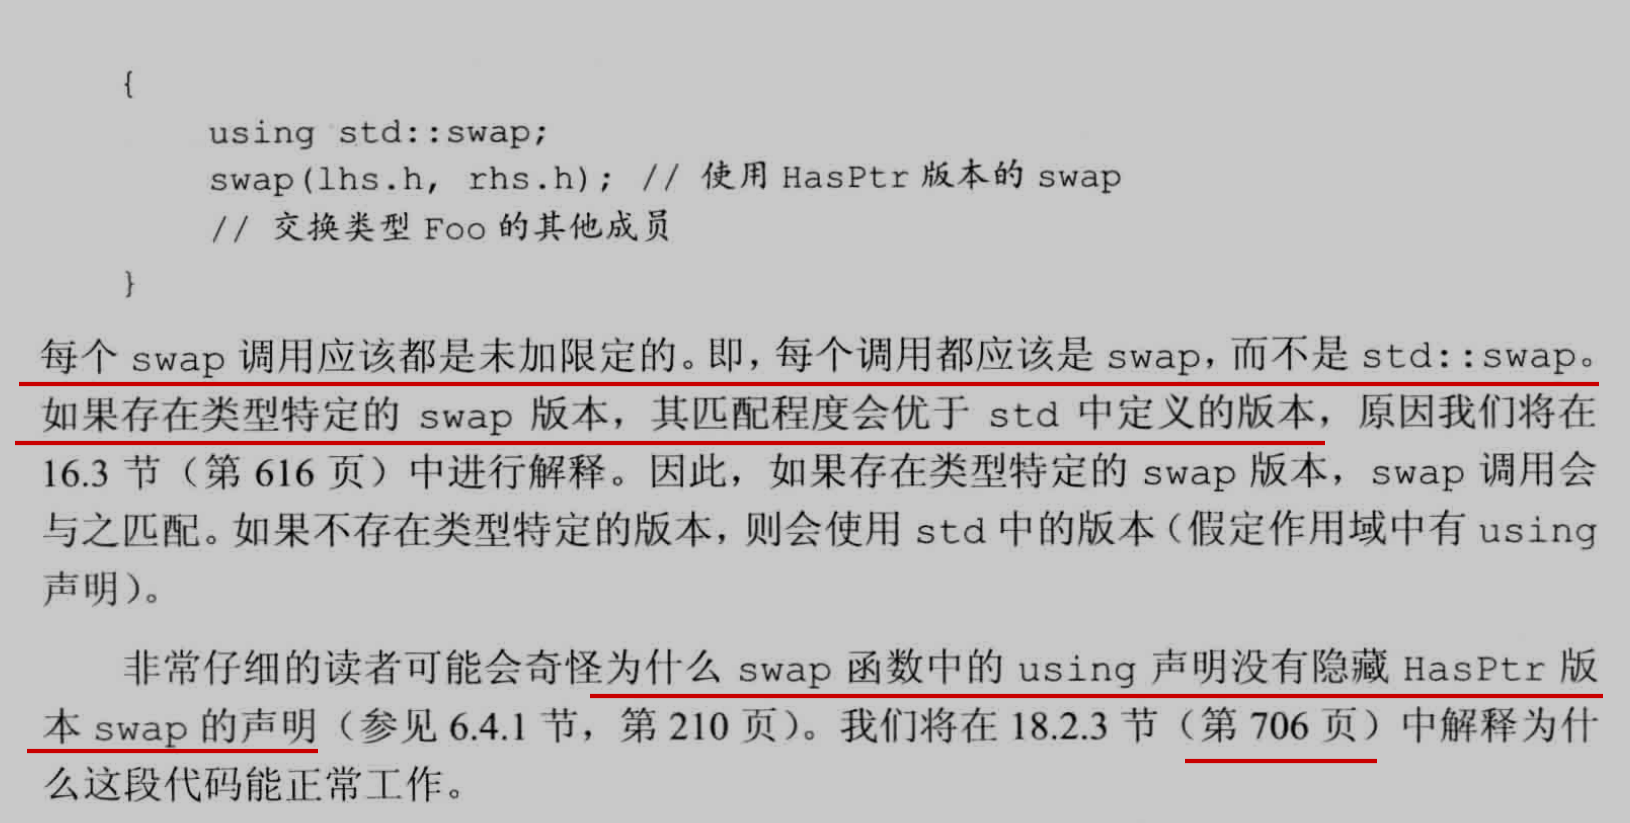 {
using std::swap;
swap(lhs.h, rhs.h); // 使用 HasPtr 版本的 swap
// 交换类型 Foo 的其他成员
}
每个 swap 调用应该都是未加限定的。即，每个调用都应该是 swap，而不是 std::swap。
如果存在类型特定的 swap 版本，其匹配程度会优于 std 中定义的版本，原因我们将在
16.3 节（第 616 页）中进行解释。因此，如果存在类型特定的 swap 版本，swap 调用会
与之匹配。如果不存在类型特定的版本，则会使用 std 中的版本（假定作用域中有 using
声明）。
非常仔细的读者可能会奇怪为什么 swap 函数中的 using 声明没有隐藏 HasPtr 版
本 swap 的声明（参见 6.4.1 节，第 210 页）。我们将在 18.2.3 节（第 706 页）中解释为什
么这段代码能正常工作。